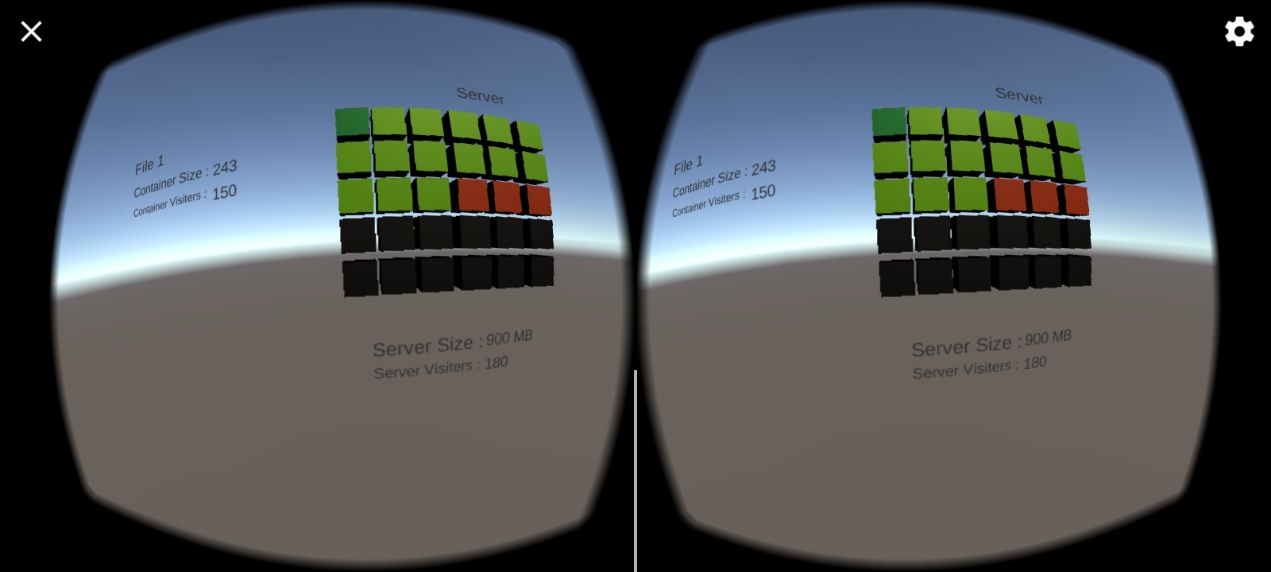 Server
File 1
Container Size : 243
Container Visiters : 150
Server Size : 900 MB
Server Visiters : 180
Server
File 1
Container Size : 243
Container Visiters : 150
Server Size : 900 MB
Server Visiters : 180